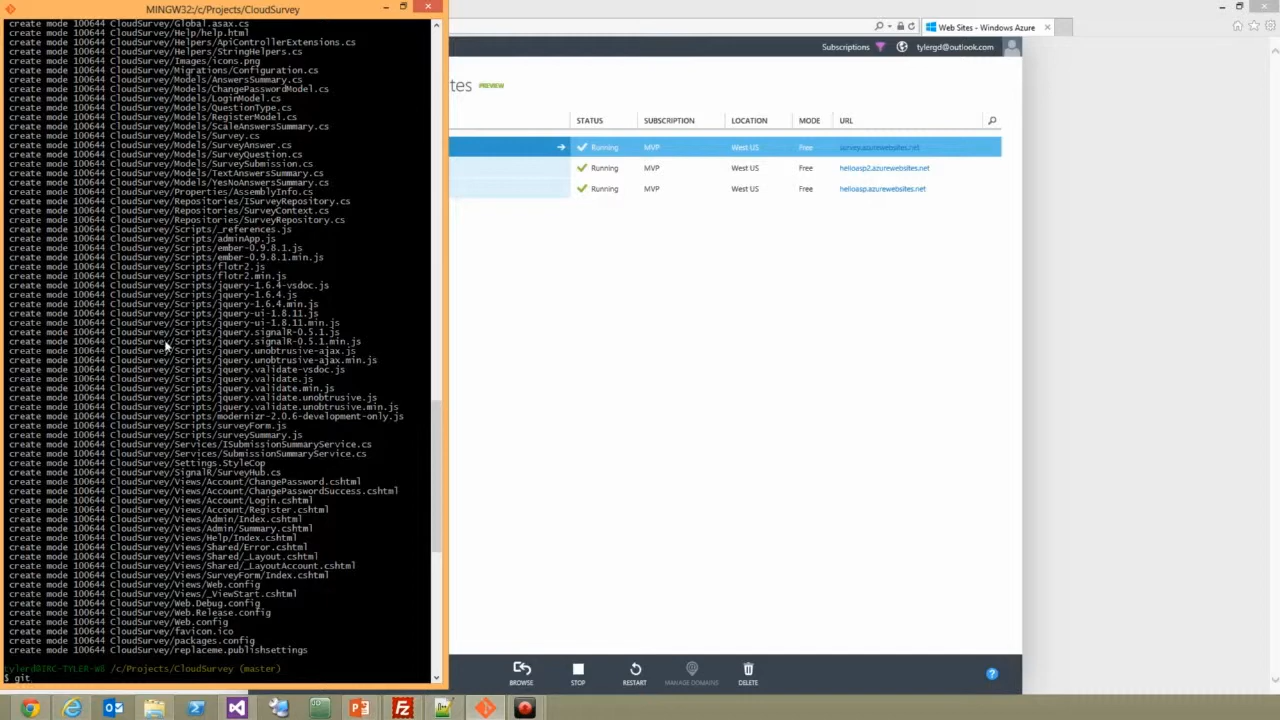 MINGW32:/c/Projects/CloudSurvey
create mode 100644 CloudSurvey/Global.asax.cs
create mode 100644 CloudSurvey/Help/help.html
create mode 100644 CloudSurvey/Helpers/ApiControllerExtensions.cs
create mode 100644 CloudSurvey/Helpers/StringHelpers.cs
create mode 100644 CloudSurvey/Images/icons.png
create mode 100644 CloudSurvey/Migrations/Configuration.cs
create mode 100644 CloudSurvey/Models/AnswersSummary.cs
create mode 100644 CloudSurvey/Models/ChangePasswordModel.cs
create mode 100644 CloudSurvey/Models/LoginModel.cs
create mode 100644 CloudSurvey/Models/QuestionType.cs
create mode 100644 CloudSurvey/Models/RegisterModel.cs
create mode 100644 CloudSurvey/Models/ScaleAnswersSummary.cs
create mode 100644 CloudSurvey/Models/Survey.cs
create mode 100644 CloudSurvey/Models/SurveyAnswer.cs
create mode 100644 CloudSurvey/Models/SurveyQuestion.cs
create mode 100644 CloudSurvey/Models/SurveySubmission.cs
create mode 100644 CloudSurvey/Models/TextAnswersSummary.cs
create mode 100644 CloudSurvey/Models/YesNoAnswersSummary.cs
create mode 100644 CloudSurvey/Properties/AssemblyInfo.cs
create mode 100644 CloudSurvey/Repositories/ISurveyRepository.cs
create mode 100644 CloudSurvey/Repositories/SurveyContext.cs
create mode 100644 CloudSurvey/Repositories/SurveyRepository.cs
create mode 100644 CloudSurvey/Scripts/_references.js
create mode 100644 CloudSurvey/Scripts/adminApp.js
create mode 100644 CloudSurvey/Scripts/ember-0.9.8.1.js
create mode 100644 CloudSurvey/Scripts/ember-0.9.8.1.min.js
create mode 100644 CloudSurvey/Scripts/flotr2.js
create mode 100644 CloudSurvey/Scripts/flotr2.min.js
create mode 100644 CloudSurvey/Scripts/jquery-1.6.4-vsdoc.js
create mode 100644 CloudSurvey/Scripts/jquery-1.6.4.js
create mode 100644 CloudSurvey/Scripts/jquery-1.6.4.min.js
create mode 100644 CloudSurvey/Scripts/jquery-ui-1.8.11.js
create mode 100644 CloudSurvey/Scripts/jquery-ui-1.8.11.min.js
create mode 100644 CloudSurvey/Scripts/jquery.signalR-0.5.1.js
create mode 100644 CloudSurvey/Scripts/jquery.signalR-0.5.1.min.js
create mode 100644 CloudSurvey/Scripts/jquery.unobtrusive-ajax.js
create mode 100644 CloudSurvey/Scripts/jquery.unobtrusive-ajax.min.js
create mode 100644 CloudSurvey/Scripts/jquery.validate-vsdoc.js
create mode 100644 CloudSurvey/Scripts/jquery.validate.js
create mode 100644 CloudSurvey/Scripts/jquery.validate.min.js
create mode 100644 CloudSurvey/Scripts/jquery.validate.unobtrusive.js
create mode 100644 CloudSurvey/Scripts/jquery.validate.unobtrusive.min.js
create mode 100644 CloudSurvey/Scripts/modernizr-2.0.6-development-only.js
create mode 100644 CloudSurvey/Scripts/surveyForm.js
create mode 100644 CloudSurvey/Scripts/surveySummary.js
create mode 100644 CloudSurvey/Services/ISubmissionSummaryService.cs
create mode 100644 CloudSurvey/Services/SubmissionSummaryService.cs
create mode 100644 CloudSurvey/Settings.StyleCop
create mode 100644 CloudSurvey/SignalR/SurveyHub.cs
create mode 100644 CloudSurvey/Views/Account/ChangePassword.cshtml
create mode 100644 CloudSurvey/Views/Account/ChangePasswordSuccess.cshtml
create mode 100644 CloudSurvey/Views/Account/Login.cshtml
create mode 100644 CloudSurvey/Views/Account/Register.cshtml
create mode 100644 CloudSurvey/Views/Admin/Index.cshtml
create mode 100644 CloudSurvey/Views/Admin/Summary.cshtml
create mode 100644 CloudSurvey/Views/Help/Index.cshtml
create mode 100644 CloudSurvey/Views/Shared/Error.cshtml
create mode 100644 CloudSurvey/Views/Shared/_Layout.cshtml
create mode 100644 CloudSurvey/Views/Shared/_LayoutAccount.cshtml
create mode 100644 CloudSurvey/Views/SurveyForm/Index.cshtml
create mode 100644 CloudSurvey/Views/Web.config
create mode 100644 CloudSurvey/Views/_ViewStart.cshtml
create mode 100644 CloudSurvey/Web.Debug.config
create mode 100644 CloudSurvey/Web.Release.config
create mode 100644 CloudSurvey/Web.config
create mode 100644 CloudSurvey/favicon.ico
create mode 100644 CloudSurvey/packages.config
create mode 100644 CloudSurvey/replaceme.publishsettings
tylerd@IRC-TYLER-W8 /c/Projects/CloudSurvey (master)
$ git
Web Sites - Windows Azure
Subscriptions tylergd@outlook.com
tes PREVIEW
STATUS SUBSCRIPTION LOCATION MODE URL
Running MVP West US Free survey.azurewebsites.net
Running MVP West US Free helloasp2.azurewebsites.net
Running MVP West US Free helloasp.azurewebsites.net
BROWSE STOP RESTART MANAGE DOMAINS DELETE